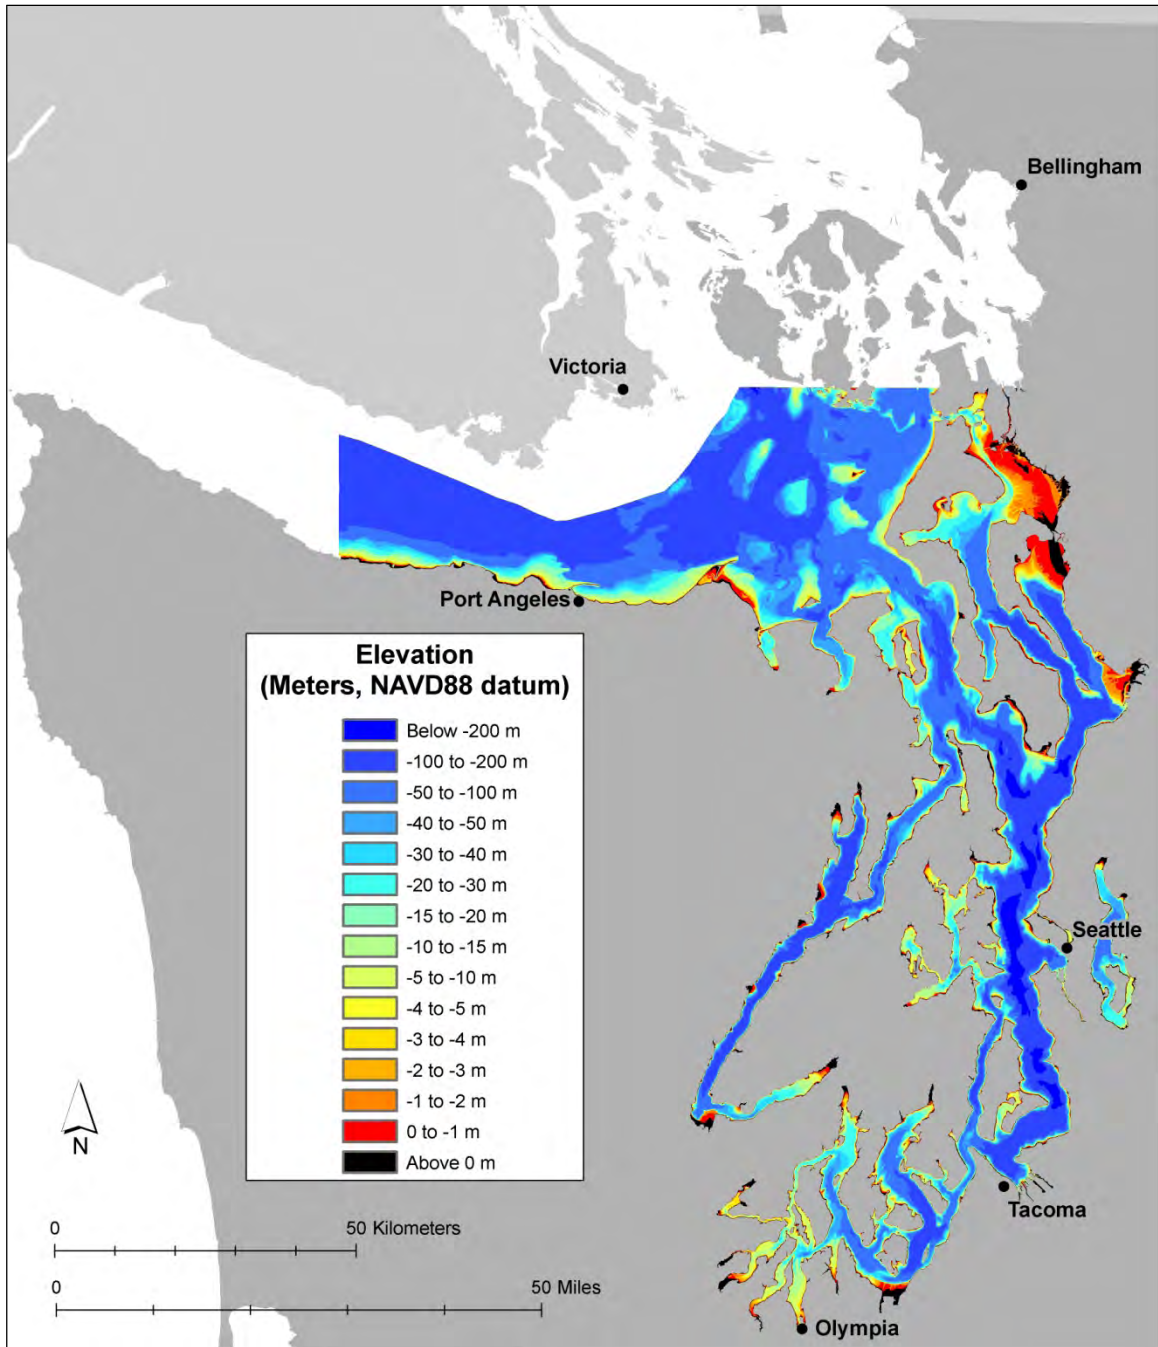 Bellingham
Victoria
Port Angeles
Elevation
(Meters, NAVD88 datum)
Below -200 m
-100 to -200 m
-50 to -100 m
-40 to -50 m
-30 to -40 m
-20 to -30 m
-15 to -20 m
-10 to -15 m
-5 to -10 m
-4 to -5 m
-3 to -4 m
-2 to -3 m
-1 to -2 m
0 to -1 m
Above 0 m
Seattle
N
Tacoma
0 50 Kilometers
0 50 Miles
Olympia